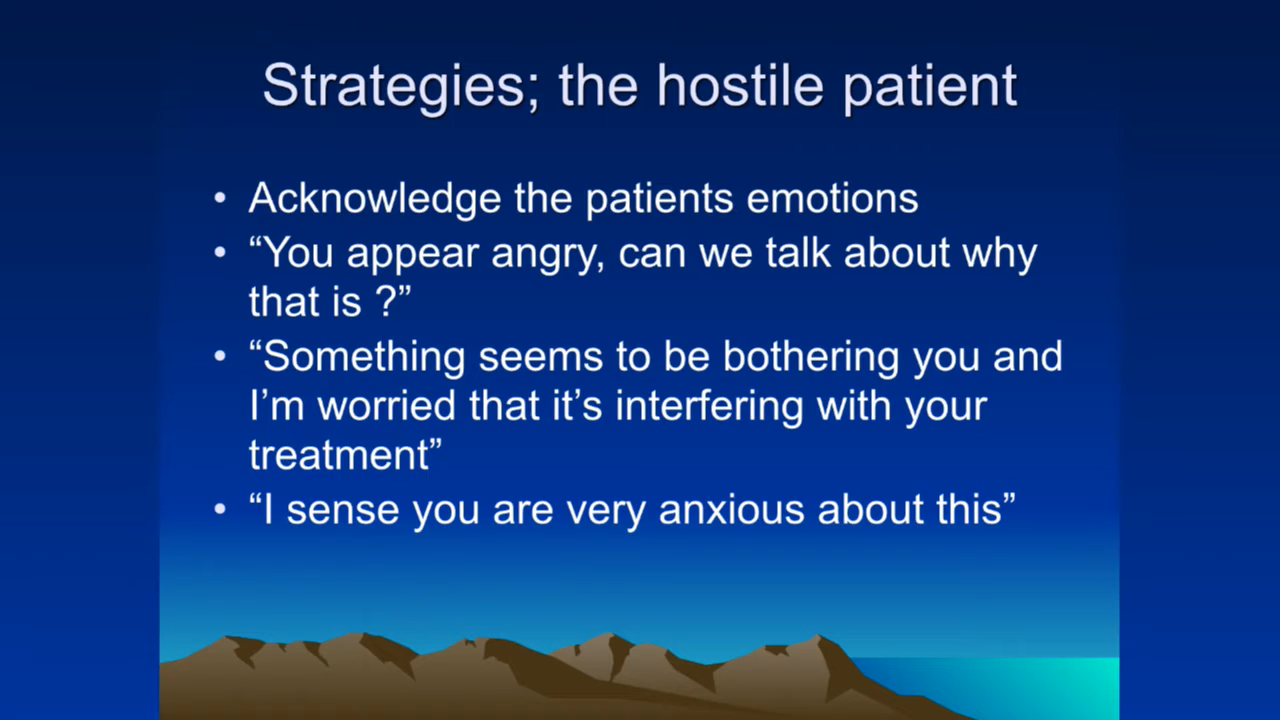 Strategies; the hostile patient
• Acknowledge the patients emotions
• “You appear angry, can we talk about why
that is ?”
• “Something seems to be bothering you and
I’m worried that it’s interfering with your
treatment”
• “I sense you are very anxious about this”